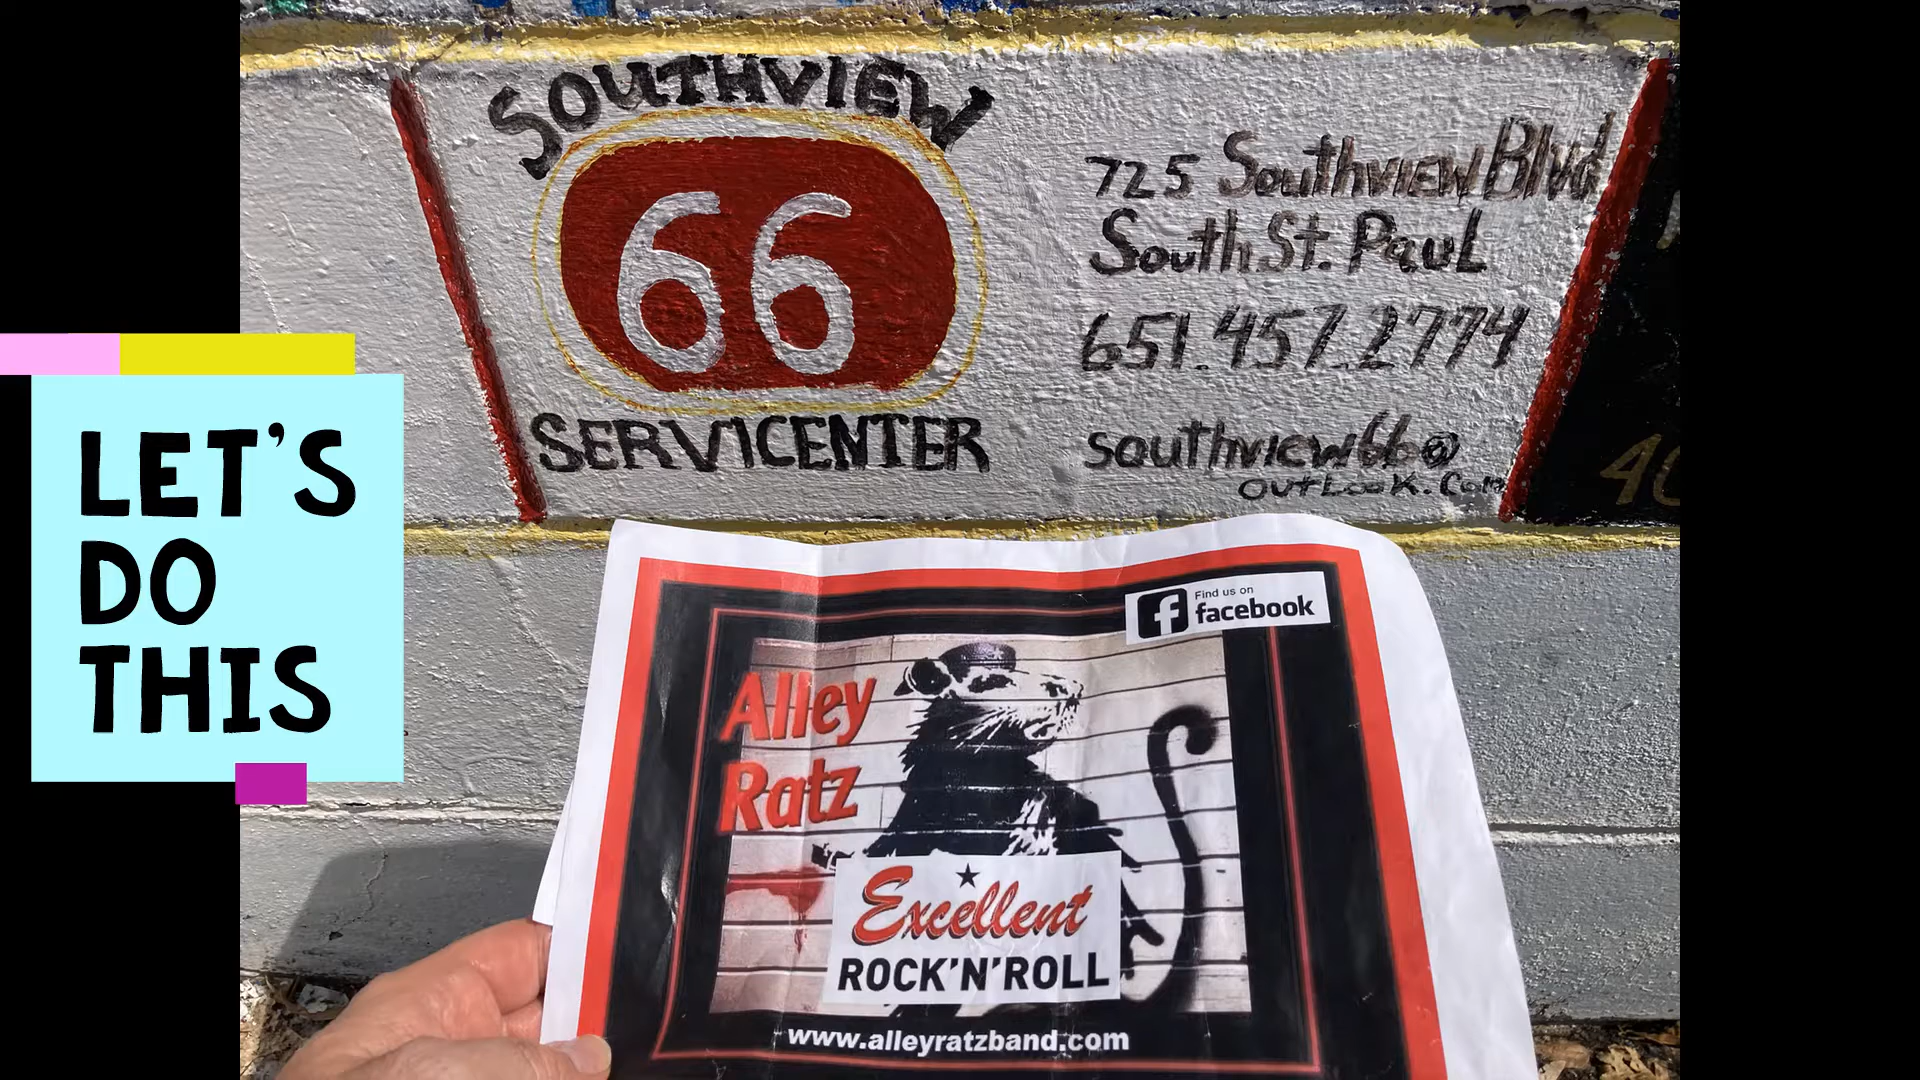 SOUTHVIEW
66
SERVICENTER
725 Southview Blvd
South St. Paul
651.457.2774
southview66@
outlook.com
40
LET'S
DO
THIS
Find us on
facebook
Alley
Ratz
Excellent
ROCK'N'ROLL
www.alleyratzband.com